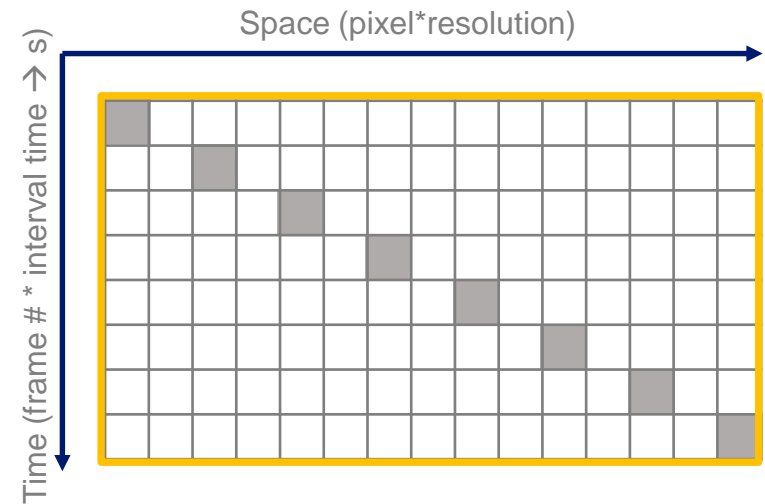 Space (pixel*resolution)
Time (frame # * interval time → s)